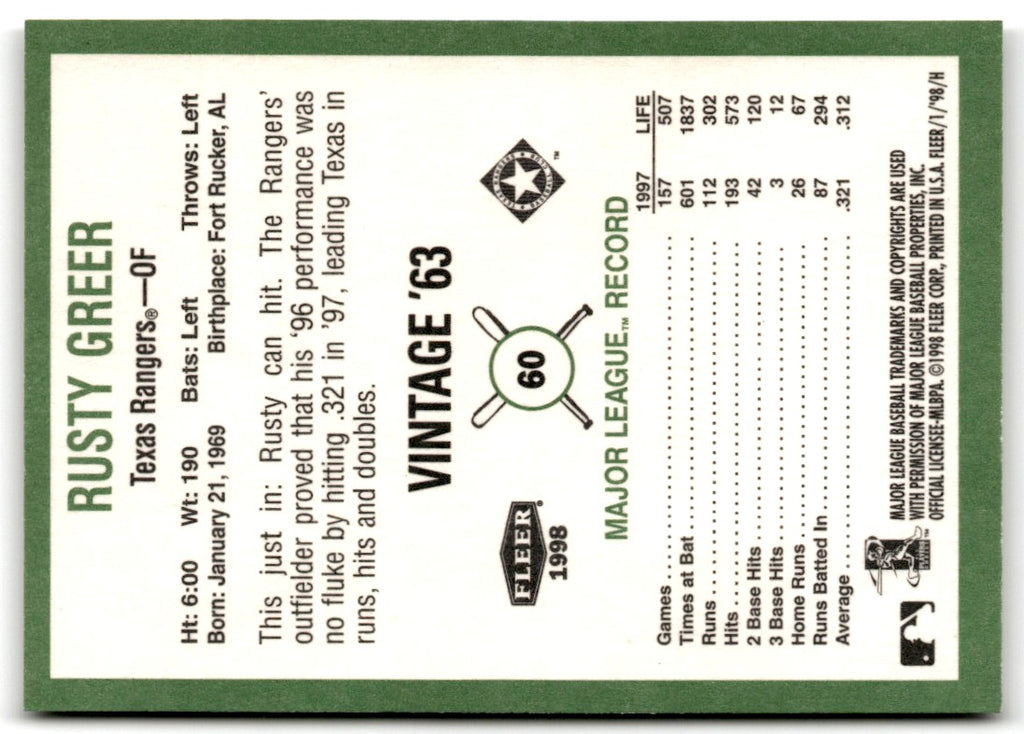 RUSTY GREER
Texas Rangers®—OF
Ht: 6:00 Wt: 190 Bats: Left Throws: Left
Born: January 21, 1969 Birthplace: Fort Rucker, AL
This just in: Rusty can hit. The Rangers'
outfielder proved that his '96 performance was
no fluke by hitting .321 in '97, leading Texas in
runs, hits and doubles.
VINTAGE '63
FLEER®
1998
60
™
MAJOR LEAGUE™ RECORD
1997 LIFE
Games 157 507
Times at Bat 601 1837
Runs 112 302
Hits 193 573
2 Base Hits 42 120
3 Base Hits 3 12
Home Runs 26 67
Runs Batted In 87 294
Average .321 .312
MAJOR LEAGUE BASEBALL TRADEMARKS AND COPYRIGHTS ARE USED
WITH PERMISSION OF MAJOR LEAGUE BASEBALL PROPERTIES, INC.
OFFICIAL LICENSEE-MLBPA. ©1998 FLEER CORP., PRINTED IN U.S.A. FLEER/1/'98/H